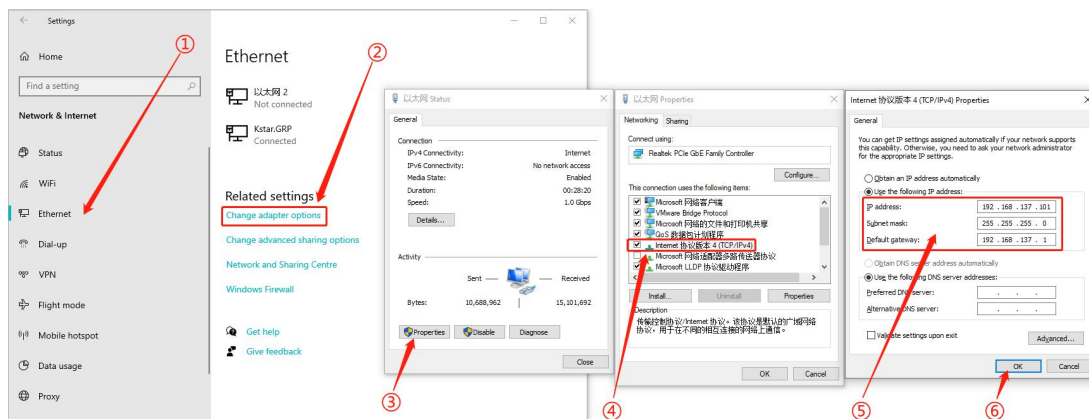 Settings
①
Home
Find a setting
Network & Internet
Status
WiFi
Ethernet
Dial-up
VPN
Flight mode
Mobile hotspot
Data usage
Proxy
Ethernet
②
以太网 2
Not connected
Kstar.GRP
Connected
Related settings
Change adapter options
Change advanced sharing options
Network and Sharing Centre
Windows Firewall
Get help
Give feedback
以太网 Status
General
Connection
IPv4 Connectivity: Internet
IPv6 Connectivity: No network access
Media State: Enabled
Duration: 00:28:20
Speed: 1.0 Gbps
Details...
Activity
Sent — — Received
Bytes: 10,688,962 15,101,692
Properties Disable Diagnose
Close
③
以太网 Properties
Networking Sharing
Connect using:
Realtek PCIe GbE Family Controller
Configure...
This connection uses the following items:
Microsoft 网络客户端
VMware Bridge Protocol
Microsoft 网络的文件和打印机共享
QoS 数据包计划程序
Internet 协议版本 4 (TCP/IPv4)
Microsoft 网络适配器多路传送器协议
Microsoft LLDP 协议驱动程序
Install... Uninstall Properties
Description
传输控制协议/Internet 协议。该协议是默认的广域网络
协议，用于在不同的相互连接的网络上通信。
OK Cancel
④
Internet 协议版本 4 (TCP/IPv4) Properties
General
You can get IP settings assigned automatically if your network supports
this capability. Otherwise, you need to ask your network administrator
for the appropriate IP settings.
Obtain an IP address automatically
Use the following IP address:
IP address: 192 . 168 . 137 . 101
Subnet mask: 255 . 255 . 255 . 0
Default gateway: 192 . 168 . 137 . 1
Obtain DNS server address automatically
Use the following DNS server addresses:
Preferred DNS server: . . .
Alternative DNS server: . . .
Validate settings upon exit
Advanced...
OK Cancel
⑤
⑥